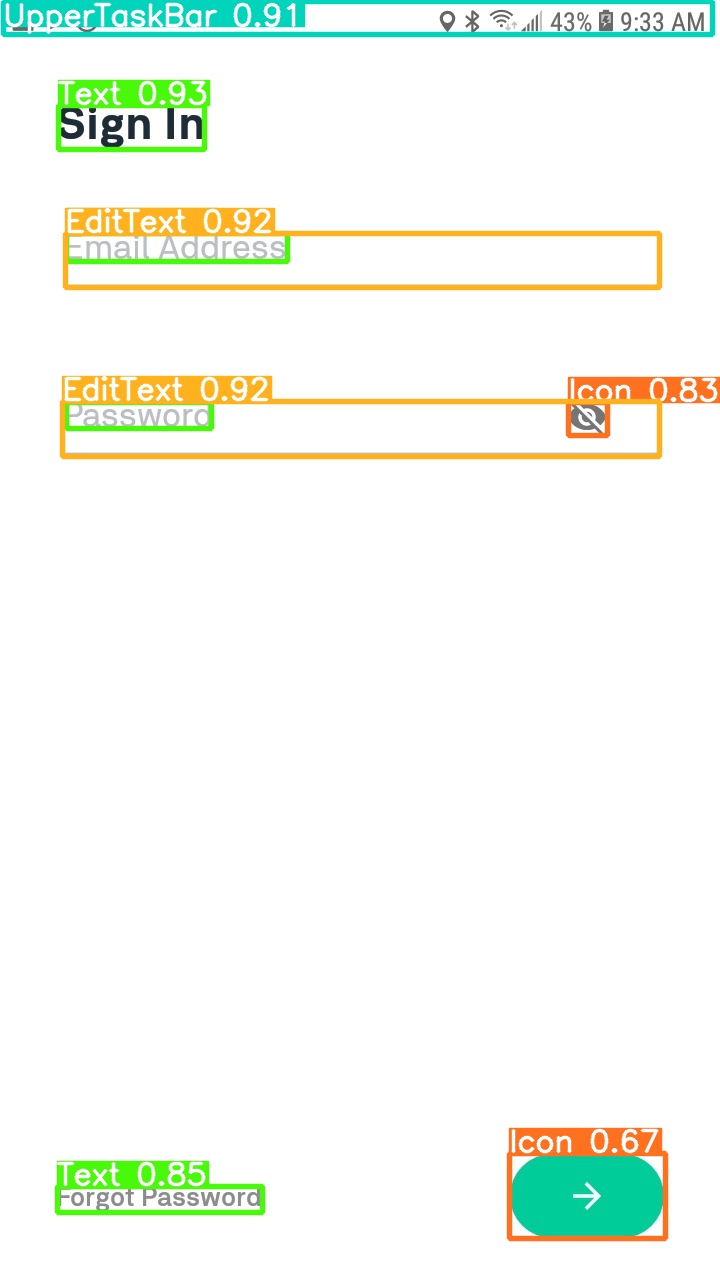 UpperTaskBar 0.91 43% 9:33 AM
Text 0.93
Sign In
EditText 0.92
Email Address
EditText 0.92 Icon 0.83
Password
Icon 0.67
Text 0.85
Forgot Password